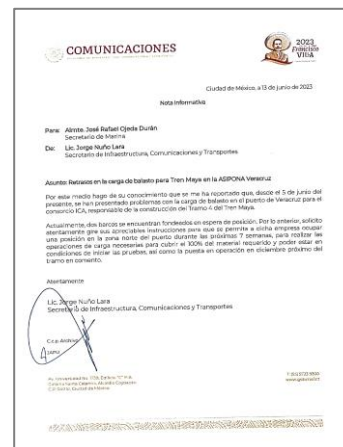 COMUNICACIONES
2023
Francisco
VILLA
Ciudad de México, a 13 de junio de 2023
Nota Informativa
Para: Almte. José Rafael Ojeda Durán
Secretario de Marina
De: Lic. Jorge Nuño Lara
Secretario de Infraestructura, Comunicaciones y Transportes
Asunto: Retrasos en la carga de balasto para Tren Maya en la ASIPONA Veracruz
Por este medio hago de su conocimiento que se me ha reportado que, desde el 5 de junio del
presente, se han presentado problemas con la carga de balasto en el puerto de Veracruz para el
consorcio ICA, responsable de la construcción del Tramo 4 del Tren Maya.
Actualmente, dos barcos se encuentran fondeados en espera de posición. Por lo anterior, solicito
atentamente gire sus apreciables instrucciones para que se permita a dicha empresa ocupar
una posición en la zona norte del puerto durante las próximas 7 semanas, para realizar las
operaciones de carga necesarias para cubrir el 100% del material requerido y poder estar en
condiciones de iniciar las pruebas, así como la puesta en operación en diciembre próximo del
tramo en comento.
Atentamente
Lic. Jorge Nuño Lara
Secretario de Infraestructura, Comunicaciones y Transportes
C.c.p. Archivo